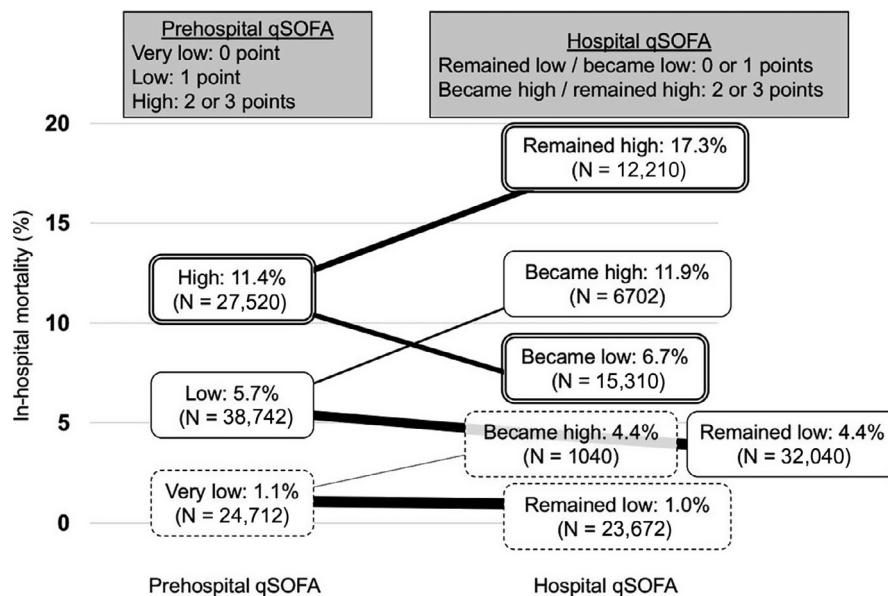 Prehospital qSOFA
Very low: 0 point
Low: 1 point
High: 2 or 3 points
Hospital qSOFA
Remained low / became low: 0 or 1 points
Became high / remained high: 2 or 3 points
In-hospital mortality (%)
20
15
10
5
0
High: 11.4%
(N = 27,520)
Low: 5.7%
(N = 38,742)
Very low: 1.1%
(N = 24,712)
Remained high: 17.3%
(N = 12,210)
Became high: 11.9%
(N = 6702)
Became low: 6.7%
(N = 15,310)
Became high: 4.4%
(N = 1040)
Remained low: 4.4%
(N = 32,040)
Remained low: 1.0%
(N = 23,672)
Prehospital qSOFA
Hospital qSOFA